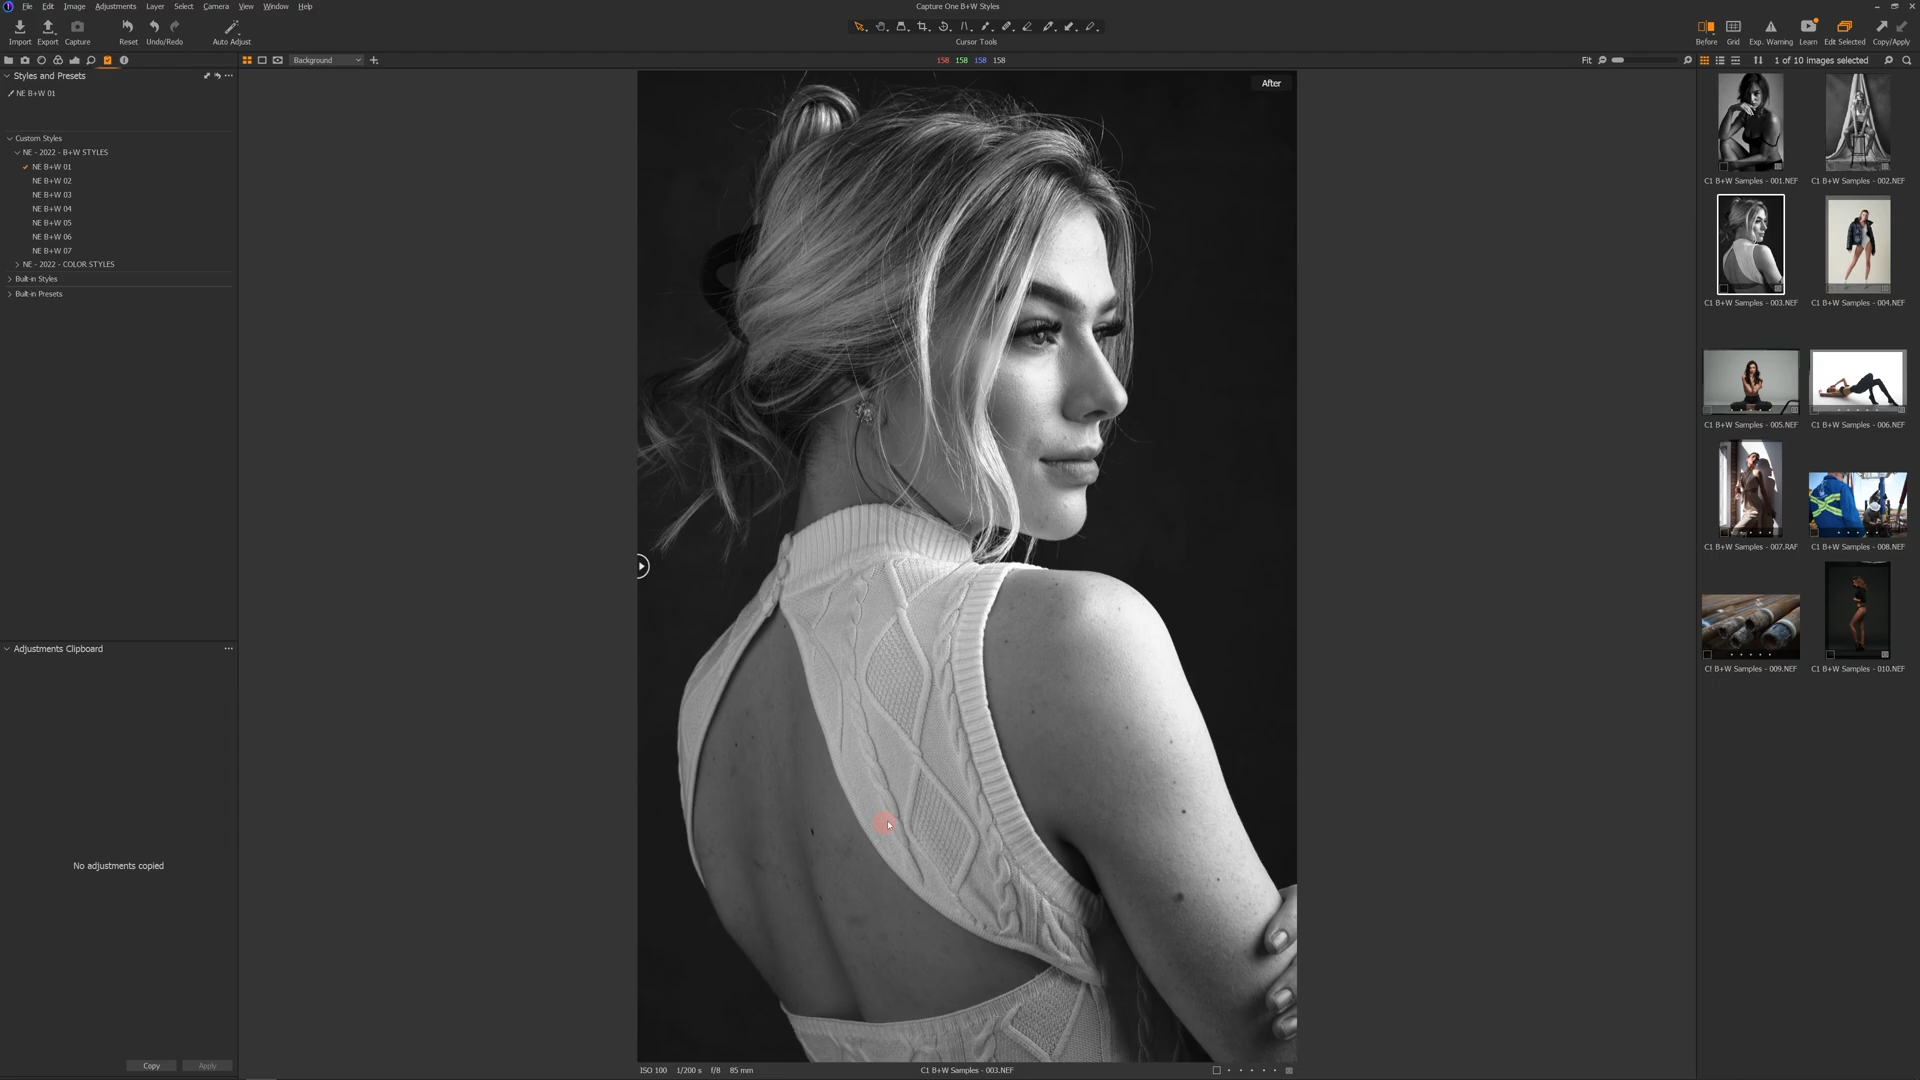 File Edit Image Adjustments Layer Select Camera View Window Help
Capture One B+W Styles
Import Export Capture Reset Undo/Redo Auto Adjust
Cursor Tools
Before Grid Exp. Warning Learn Edit Selected Copy/Apply
Background
158 158 158 158
Fit
1 of 10 images selected
Styles and Presets
NE B+W 01
Custom Styles
NE - 2022 - B+W STYLES
NE B+W 01
NE B+W 02
NE B+W 03
NE B+W 04
NE B+W 05
NE B+W 06
NE B+W 07
NE - 2022 - COLOR STYLES
Built-in Styles
Built-in Presets
Adjustments Clipboard
No adjustments copied
Copy Apply
After
ISO 100 1/200 s f/8 85 mm
C1 B+W Samples - 003.NEF
C1 B+W Samples - 001.NEF
C1 B+W Samples - 002.NEF
C1 B+W Samples - 003.NEF
C1 B+W Samples - 004.NEF
C1 B+W Samples - 005.NEF
C1 B+W Samples - 006.NEF
C1 B+W Samples - 007.RAF
C1 B+W Samples - 008.NEF
C1 B+W Samples - 009.NEF
C1 B+W Samples - 010.NEF